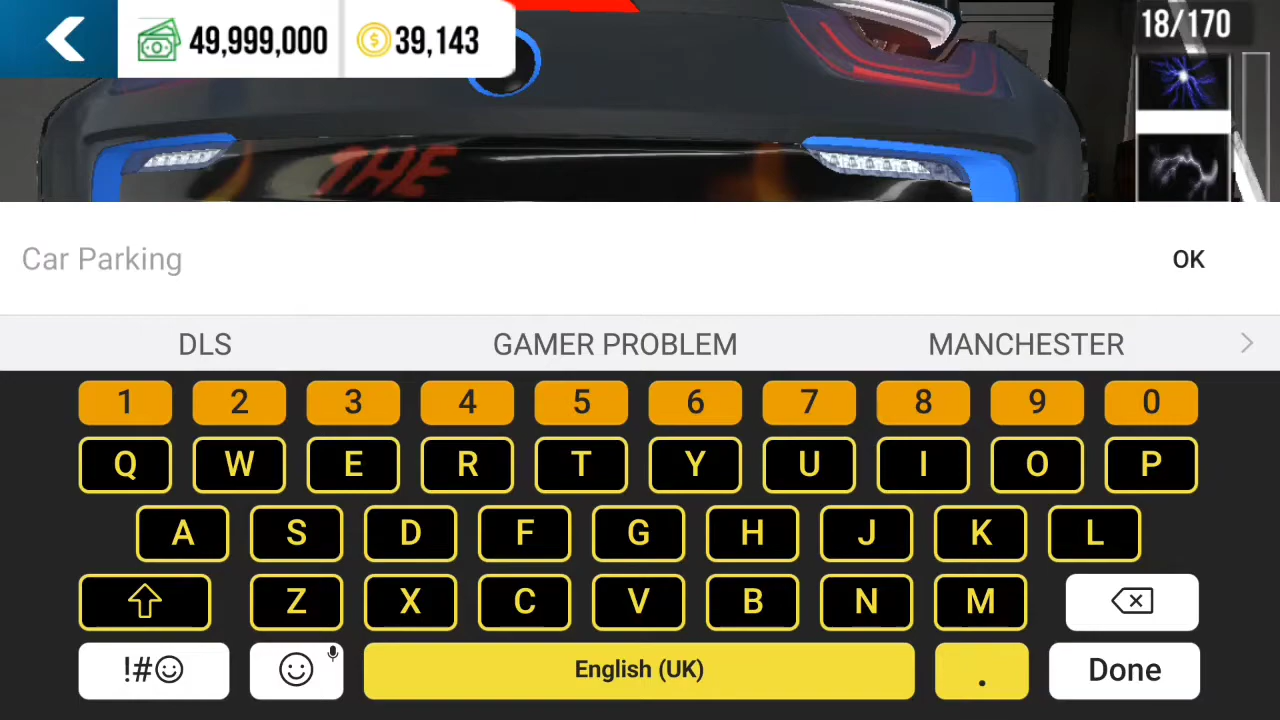 49,999,000 39,143 18/170
THE
Car Parking OK
DLS GAMER PROBLEM MANCHESTER
1 2 3 4 5 6 7 8 9 0
Q W E R T Y U I O P
A S D F G H J K L
Z X C V B N M
!#☺ English (UK) . Done